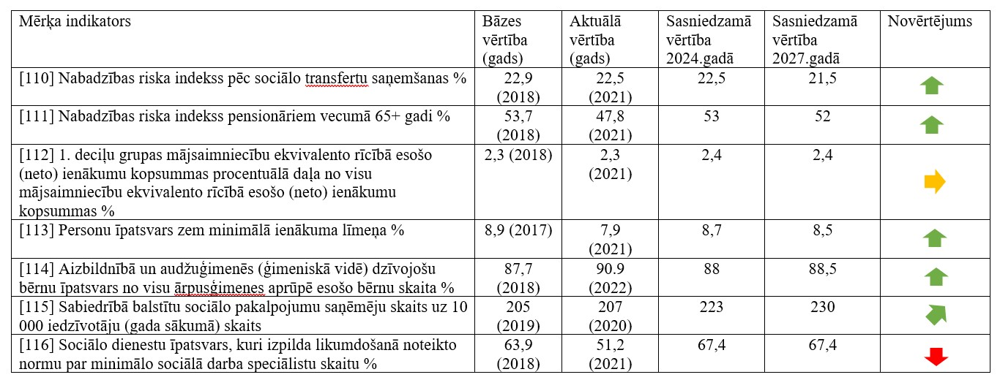 Mērķa indikators
Bāzes vērtība (gads)
Aktuālā vērtība (gads)
Sasniedzamā vērtība 2024.gadā
Sasniedzamā vērtība 2027.gadā
Novērtējums
[110] Nabadzības riska indekss pēc sociālo transfertu saņemšanas %
22,9 (2018)
22,5 (2021)
22,5
21,5
[111] Nabadzības riska indekss pensionāriem vecumā 65+ gadi %
53,7 (2018)
47,8 (2021)
53
52
[112] 1. deciļu grupas mājsaimniecību ekvivalento rīcībā esošo
(neto) ienākumu kopsummas procentuālā daļa no visu
mājsaimniecību ekvivalento rīcībā esošo (neto) ienākumu
kopsummas %
2,3 (2018)
2,3 (2021)
2,4
2,4
[113] Personu īpatsvars zem minimālā ienākuma līmeņa %
8,9 (2017)
7,9 (2021)
8,7
8,5
[114] Aizbildnībā un audžuģimenēs (ģimeniskā vidē) dzīvojošu
bērnu īpatsvars no visu ārpusģimenes aprūpē esošo bērnu skaita %
87,7 (2018)
90.9 (2022)
88
88,5
[115] Sabiedrībā balstītu sociālo pakalpojumu saņēmēju skaits uz 10
000 iedzīvotāju (gada sākumā) skaits
205 (2019)
207 (2020)
223
230
[116] Sociālo dienestu īpatsvars, kuri izpilda likumdošanā noteikto
normu par minimālo sociālā darba speciālistu skaitu %
63,9 (2018)
51,2 (2021)
67,4
67,4